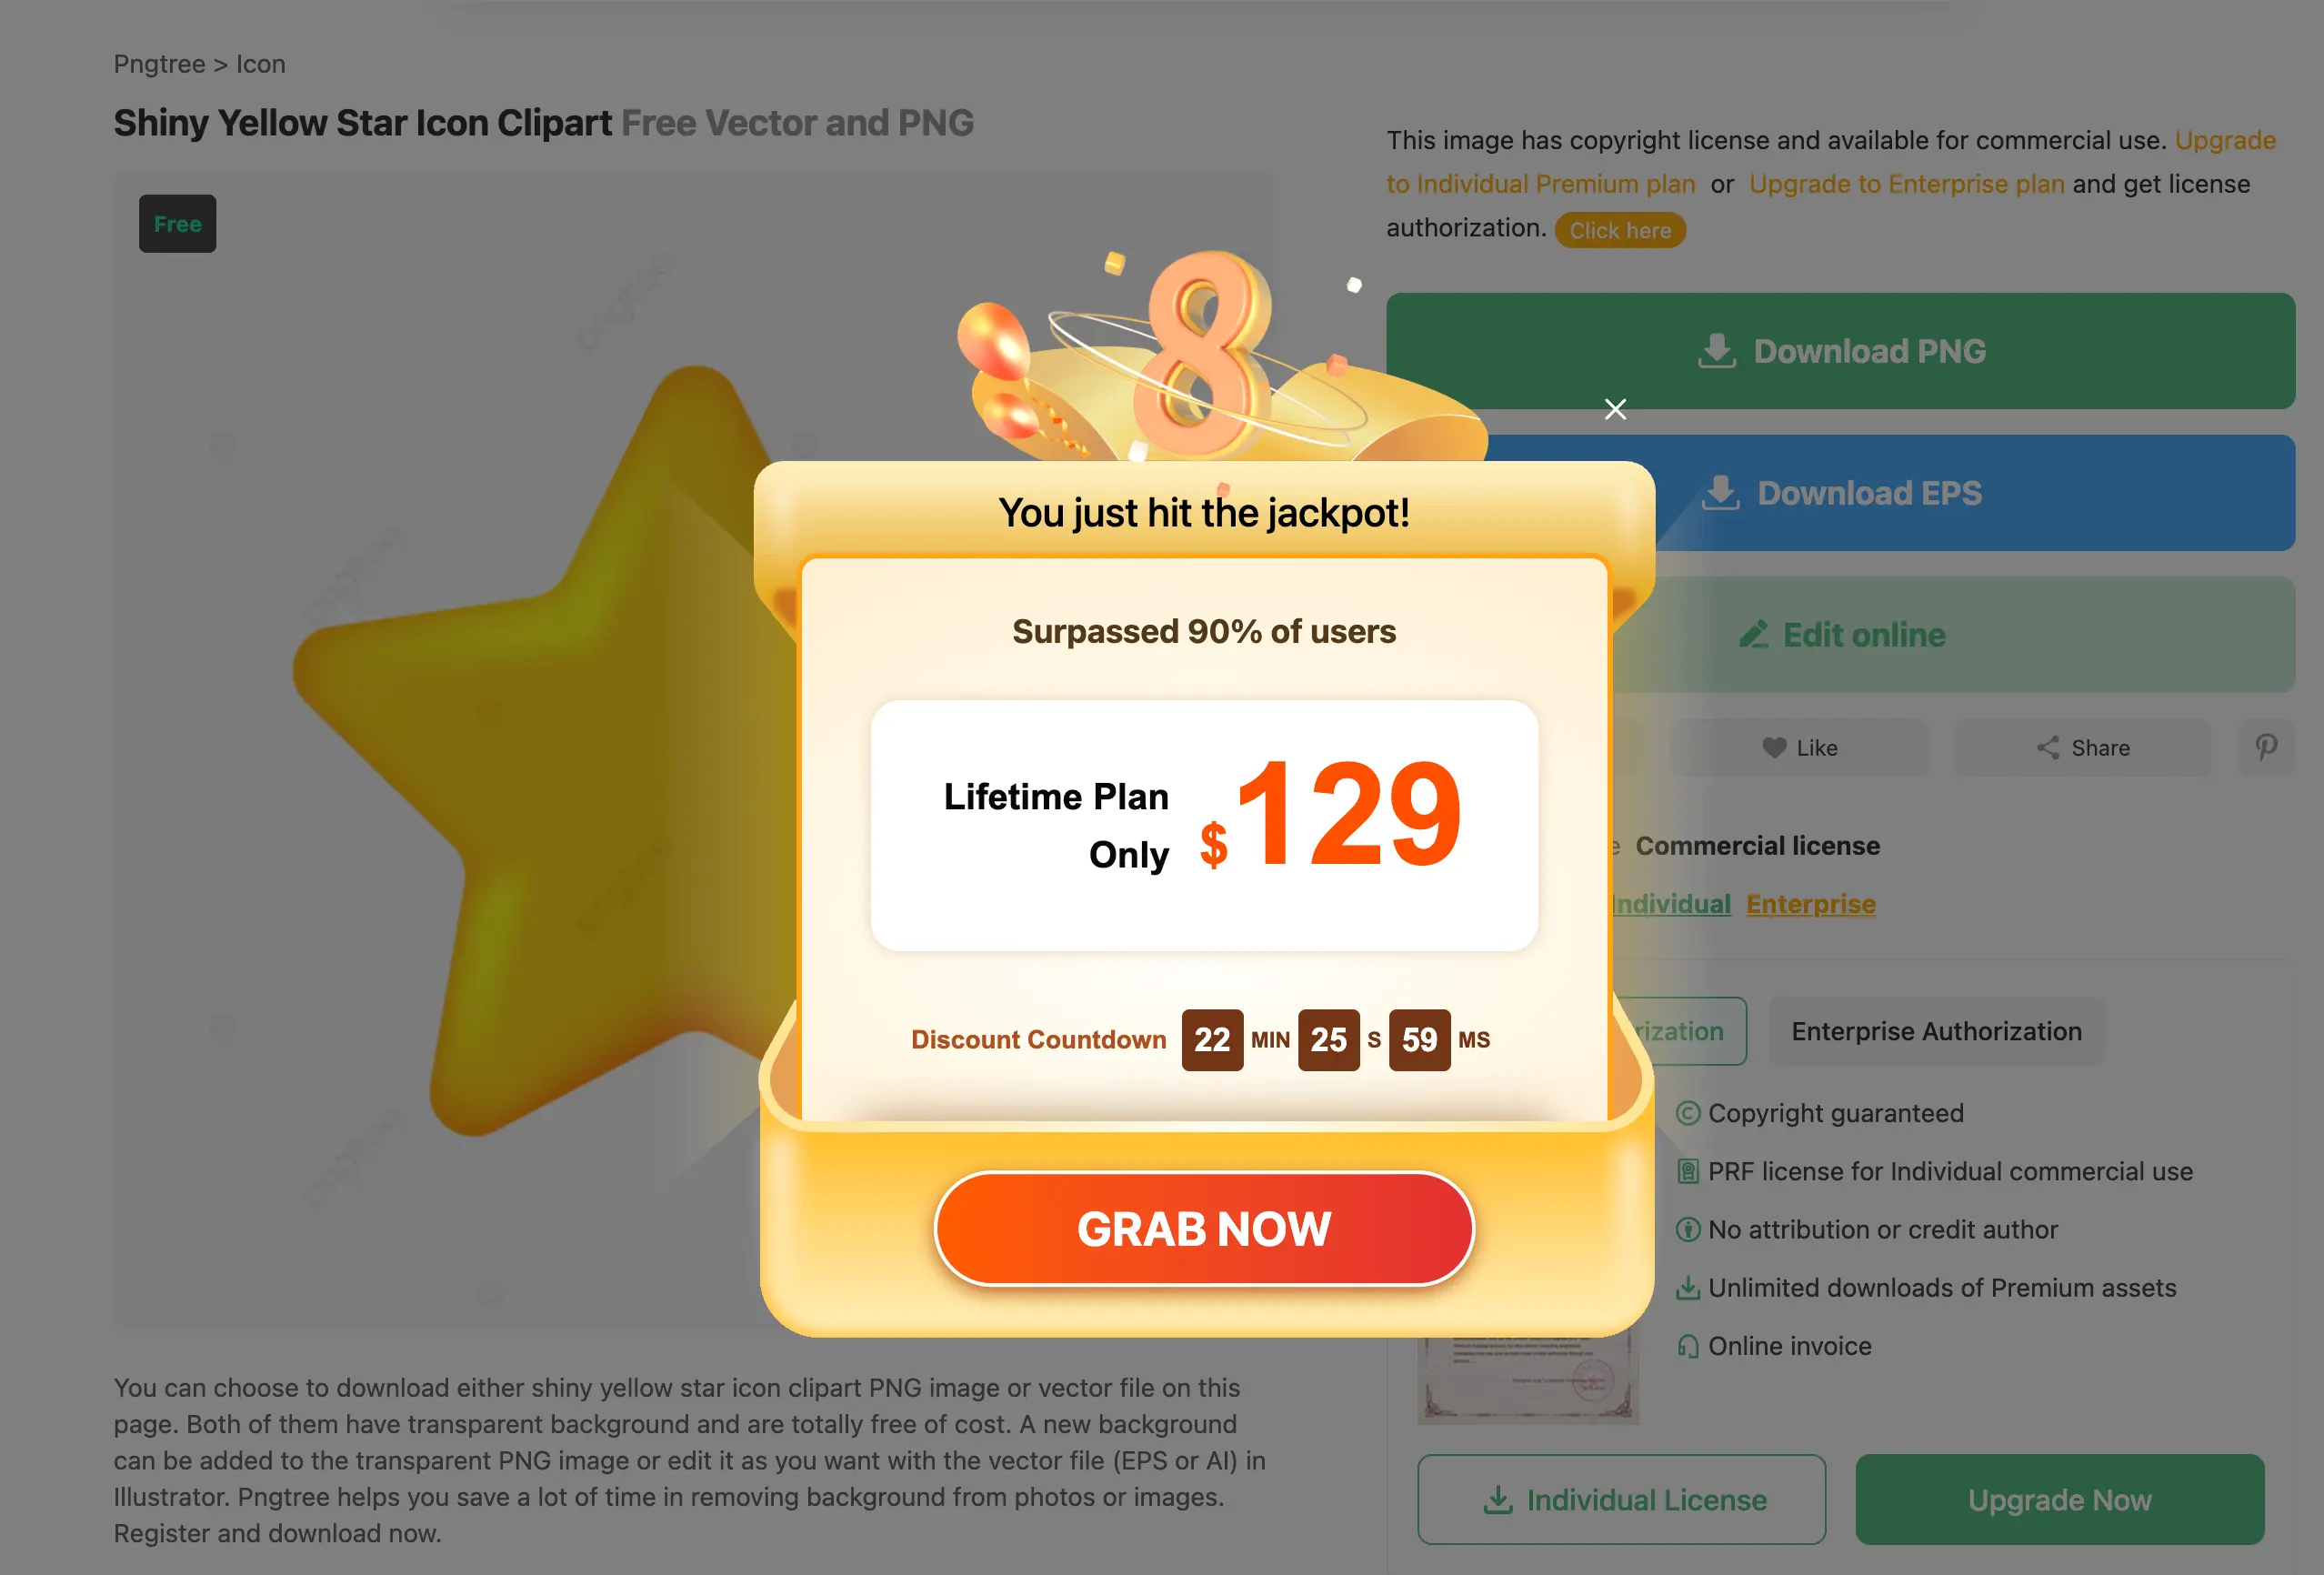 Pngtree > Icon
Shiny Yellow Star Icon Clipart Free Vector and PNG
Free
pngtree
pngtree
pngtree
pngtree
This image has copyright license and available for commercial use. Upgrade
to Individual Premium plan or Upgrade to Enterprise plan and get license
authorization. Click here
Download PNG
Download EPS
Edit online
Like
Share
Commercial license
Individual Enterprise
Enterprise Authorization
Copyright guaranteed
PRF license for Individual commercial use
No attribution or credit author
Unlimited downloads of Premium assets
Online invoice
Individual License
Upgrade Now
8
You just hit the jackpot!
Surpassed 90% of users
Lifetime Plan
Only
$129
Discount Countdown 22 MIN 25 S 59 MS
GRAB NOW
You can choose to download either shiny yellow star icon clipart PNG image or vector file on this
page. Both of them have transparent background and are totally free of cost. A new background
can be added to the transparent PNG image or edit it as you want with the vector file (EPS or AI) in
Illustrator. Pngtree helps you save a lot of time in removing background from photos or images.
Register and download now.